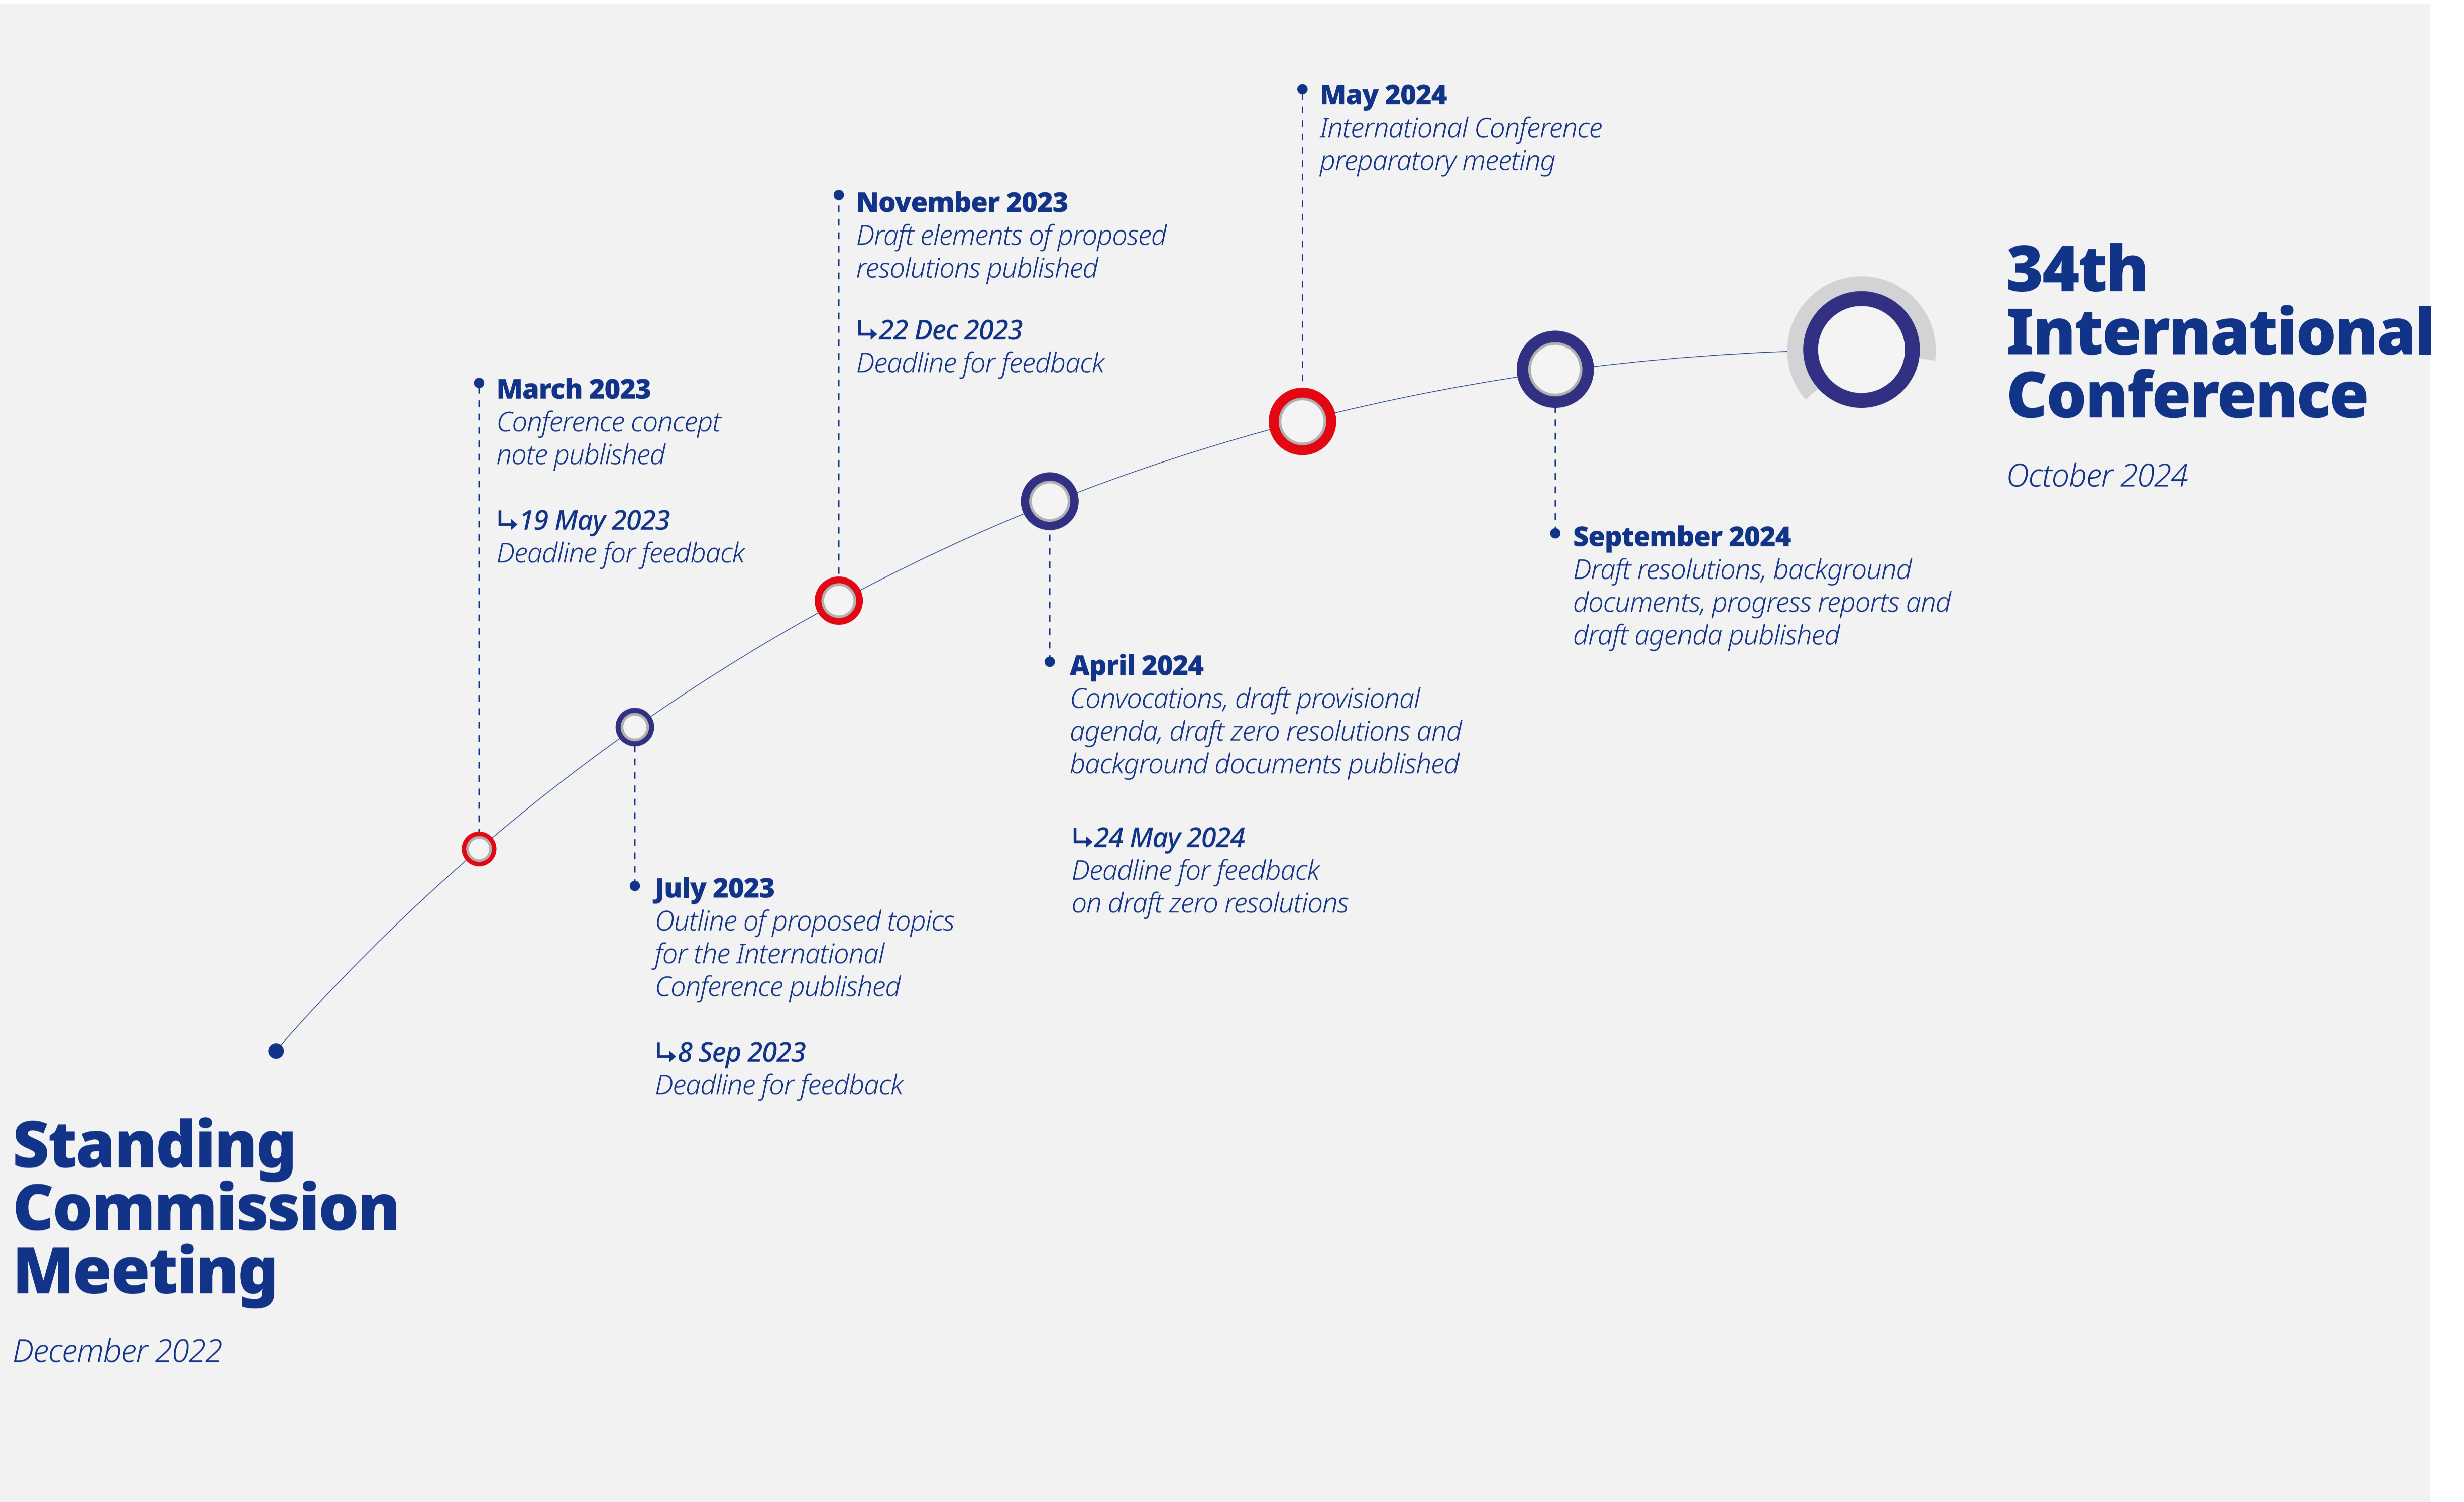 Standing
Commission
Meeting
December 2022
March 2023
Conference concept
note published
↳19 May 2023
Deadline for feedback
July 2023
Outline of proposed topics
for the International
Conference published
↳8 Sep 2023
Deadline for feedback
November 2023
Draft elements of proposed
resolutions published
↳22 Dec 2023
Deadline for feedback
April 2024
Convocations, draft provisional
agenda, draft zero resolutions and
background documents published
↳24 May 2024
Deadline for feedback
on draft zero resolutions
May 2024
International Conference
preparatory meeting
September 2024
Draft resolutions, background
documents, progress reports and
draft agenda published
34th
International
Conference
October 2024